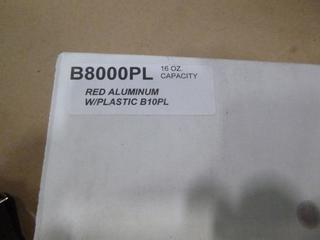 B8000PL 16 OZ.
CAPACITY
RED ALUMINUM
W/PLASTIC B10PL